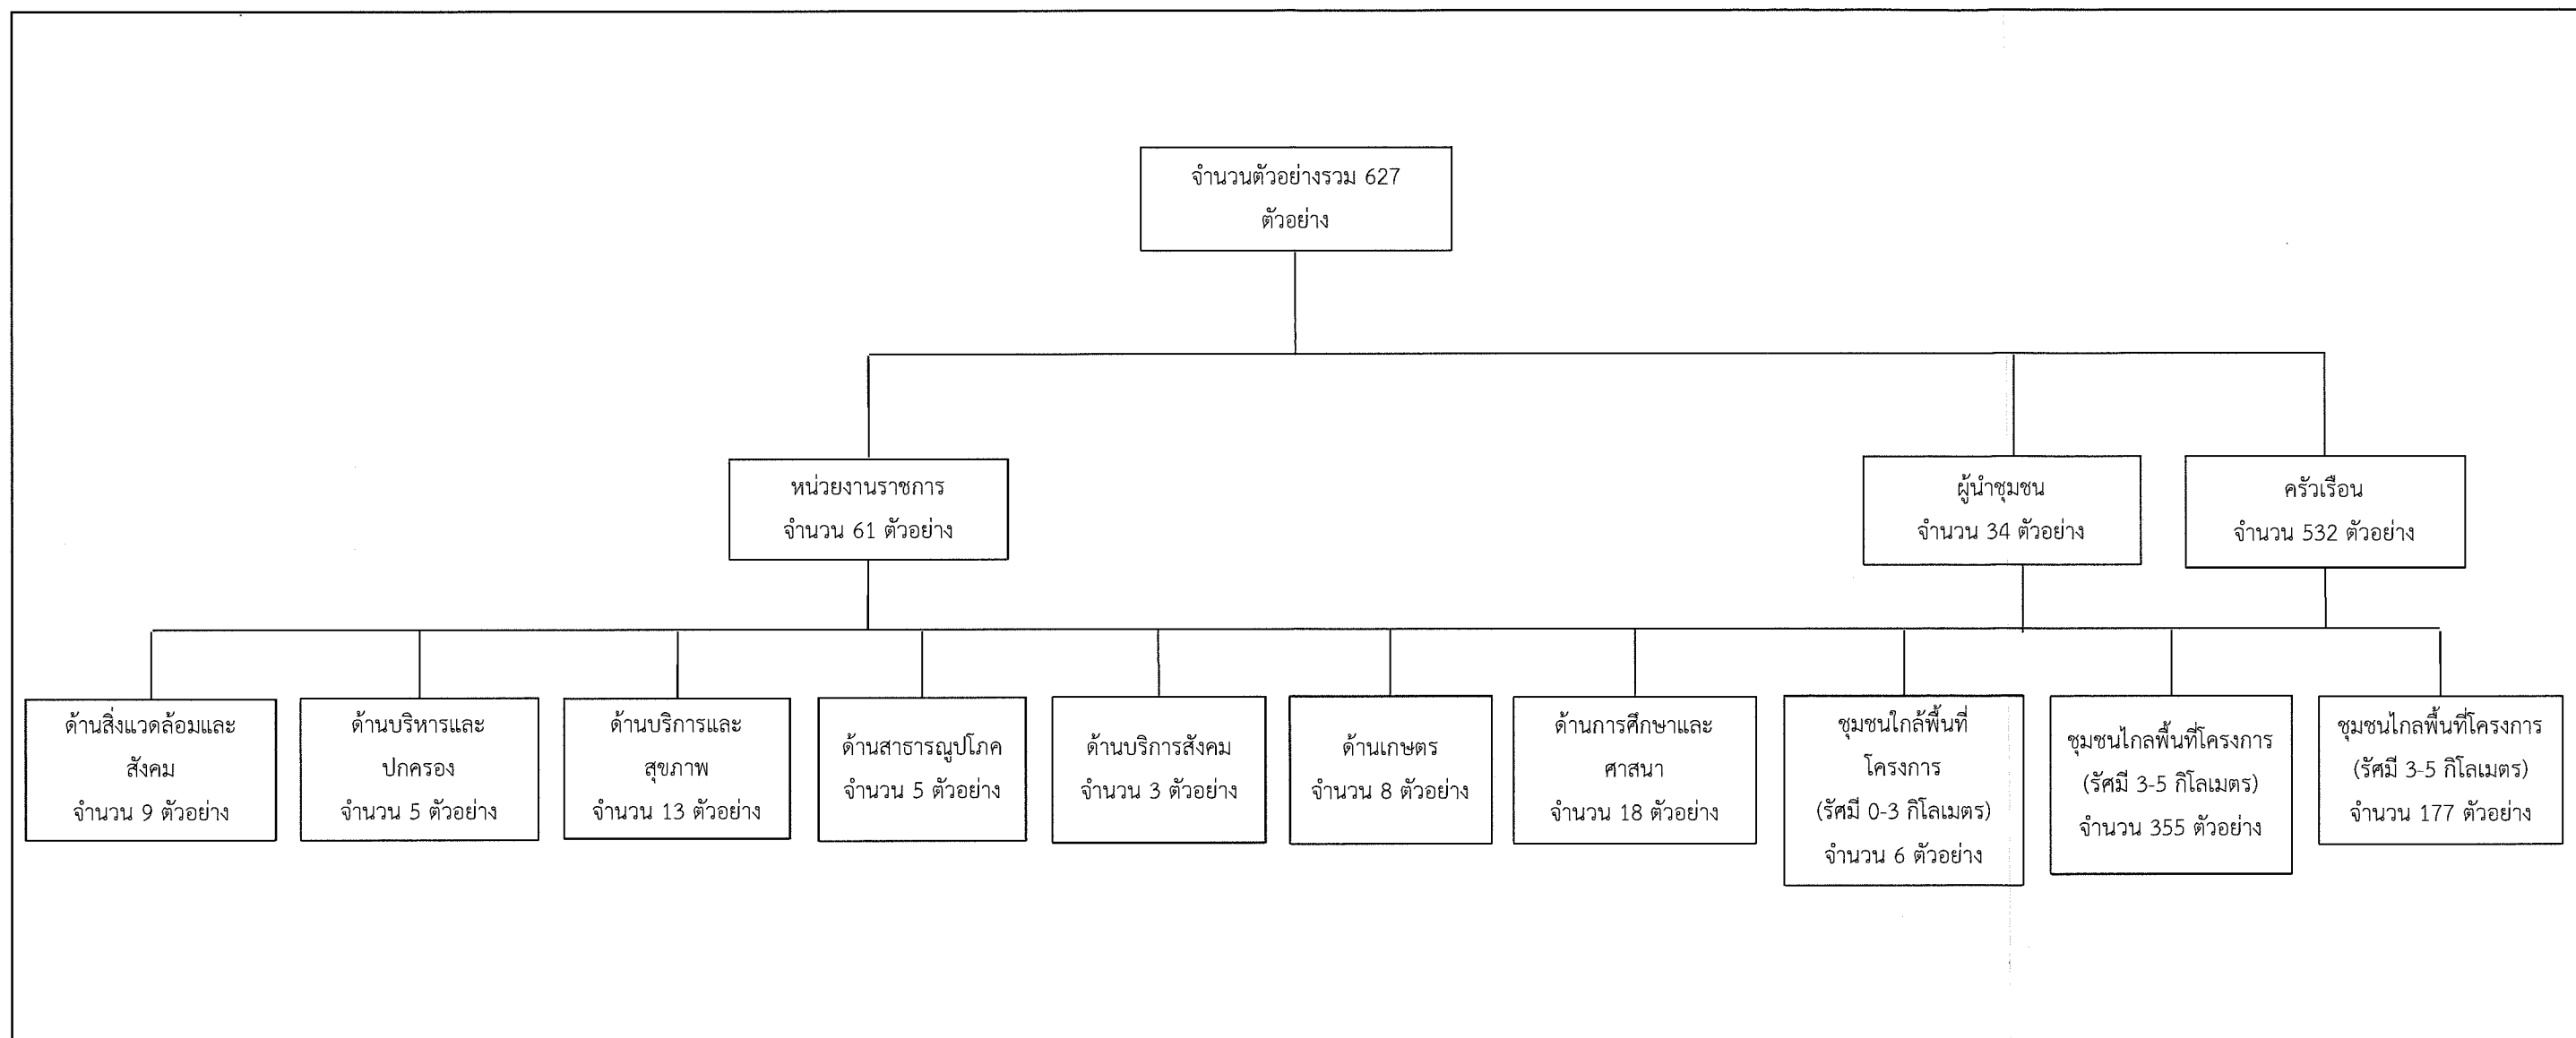 จำนวนตัวอย่างรวม 627
ตัวอย่าง
หน่วยงานราชการ
จำนวน 61 ตัวอย่าง
ผู้นำชุมชน
จำนวน 34 ตัวอย่าง
ครัวเรือน
จำนวน 532 ตัวอย่าง
ด้านสิ่งแวดล้อมและ
สังคม
จำนวน 9 ตัวอย่าง
ด้านบริหารและ
ปกครอง
จำนวน 5 ตัวอย่าง
ด้านบริการและ
สุขภาพ
จำนวน 13 ตัวอย่าง
ด้านสาธารณูปโภค
จำนวน 5 ตัวอย่าง
ด้านบริการสังคม
จำนวน 3 ตัวอย่าง
ด้านเกษตร
จำนวน 8 ตัวอย่าง
ด้านการศึกษาและ
ศาสนา
จำนวน 18 ตัวอย่าง
ชุมชนใกล้พื้นที่
โครงการ
(รัศมี 0-3 กิโลเมตร)
จำนวน 6 ตัวอย่าง
ชุมชนไกลพื้นที่โครงการ
(รัศมี 3-5 กิโลเมตร)
จำนวน 355 ตัวอย่าง
ชุมชนไกลพื้นที่โครงการ
(รัศมี 3-5 กิโลเมตร)
จำนวน 177 ตัวอย่าง